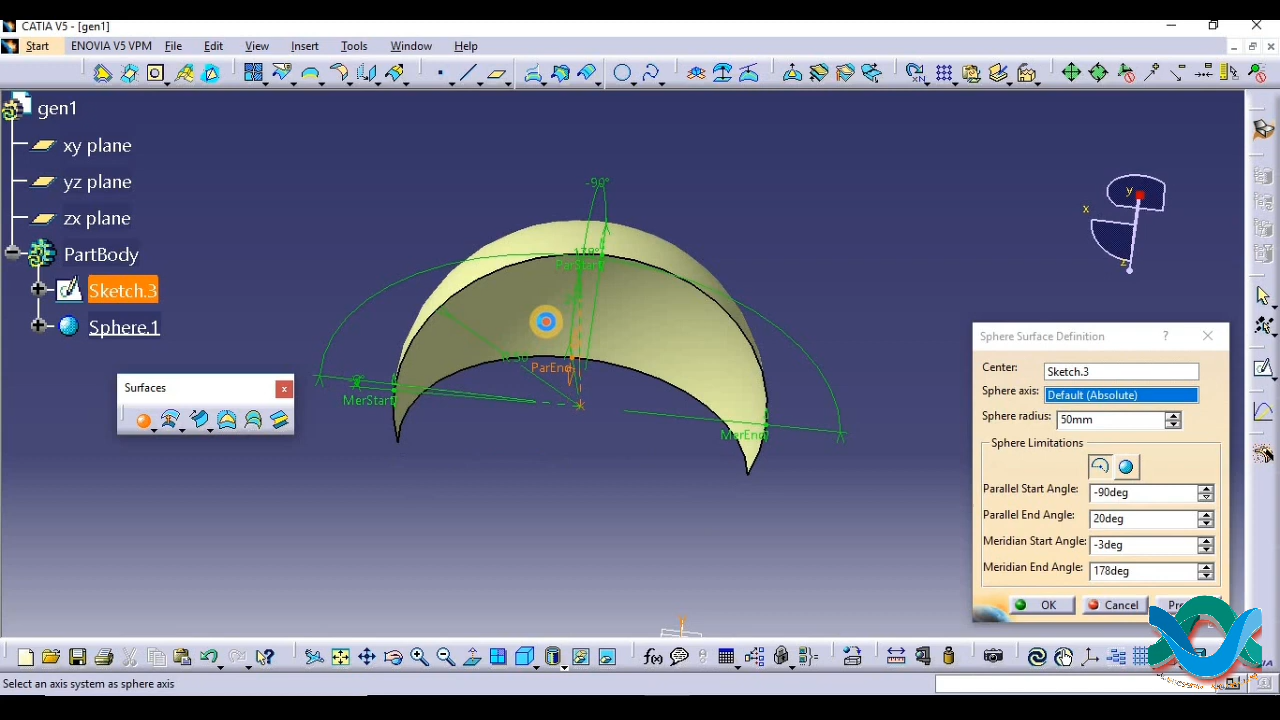 CATIA V5 - [gen1]
Start ENOVIA V5 VPM File Edit View Insert Tools Window Help
gen1
xy plane
yz plane
zx plane
PartBody
Sketch.3
Sphere.1
Surfaces
-90°
178°
ParStart
R 50
ParEnd
MerStart
MerEnd
x
y
z
Sphere Surface Definition ? ×
Center: Sketch.3
Sphere axis: Default (Absolute)
Sphere radius: 50mm
Sphere Limitations
Parallel Start Angle: -90deg
Parallel End Angle: 20deg
Meridian Start Angle: -3deg
Meridian End Angle: 178deg
OK Cancel
f(x)
Select an axis system as sphere axis